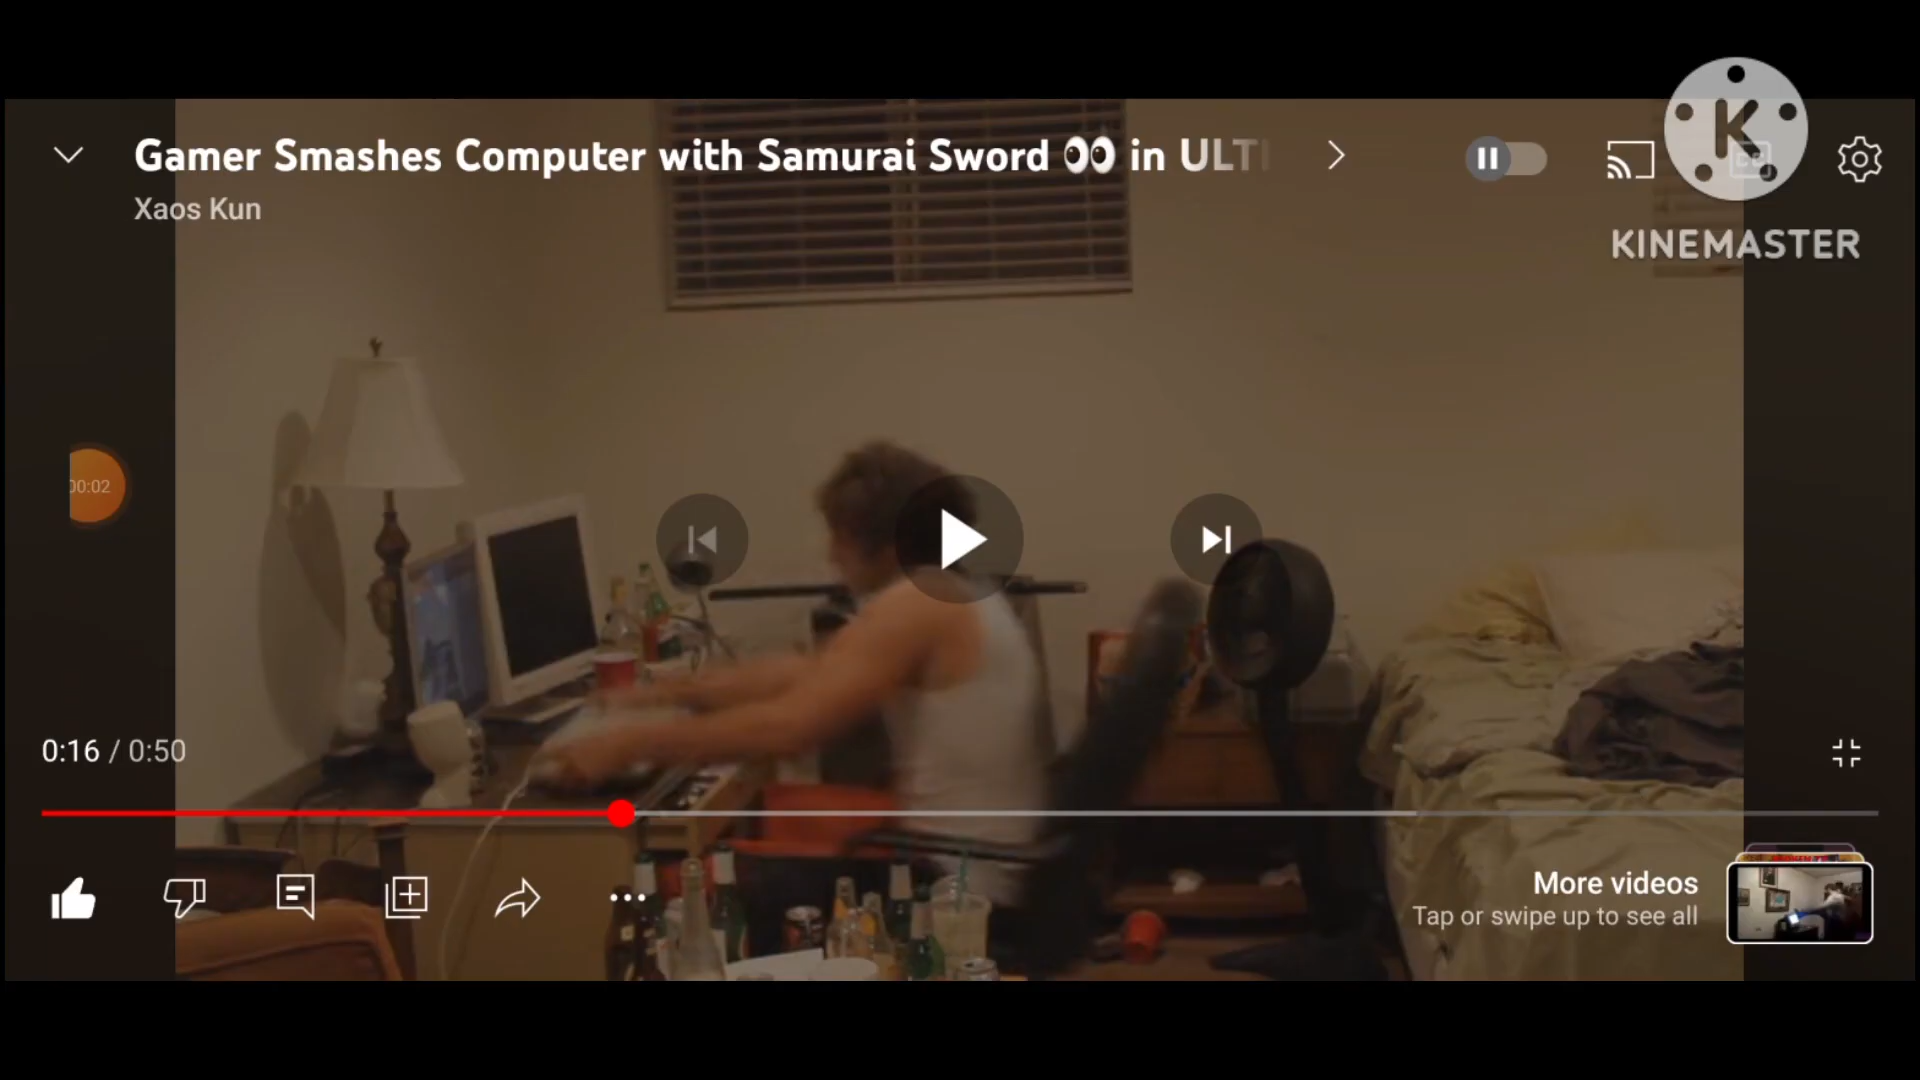 Gamer Smashes Computer with Samurai Sword 👀 in ULTI
Xaos Kun
K
KINEMASTER
00:02
0:16 / 0:50
More videos
Tap or swipe up to see all